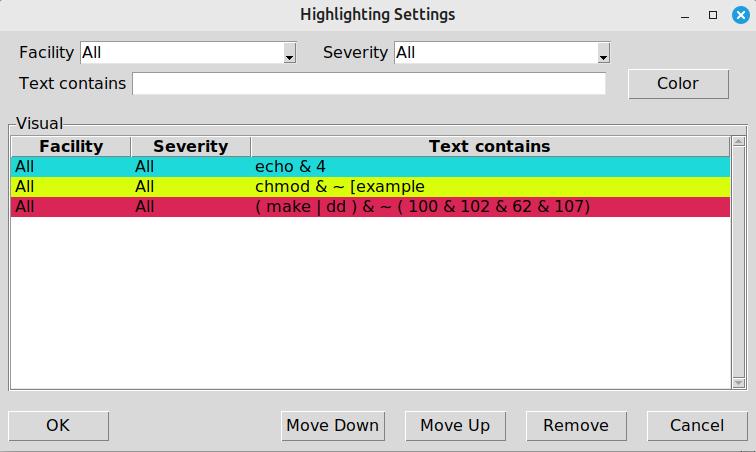 Highlighting Settings
Facility All Severity All
Text contains Color
Visual
Facility Severity Text contains
All All echo & 4
All All chmod & ~ [example
All All ( make | dd ) & ~ ( 100 & 102 & 62 & 107)
OK Move Down Move Up Remove Cancel